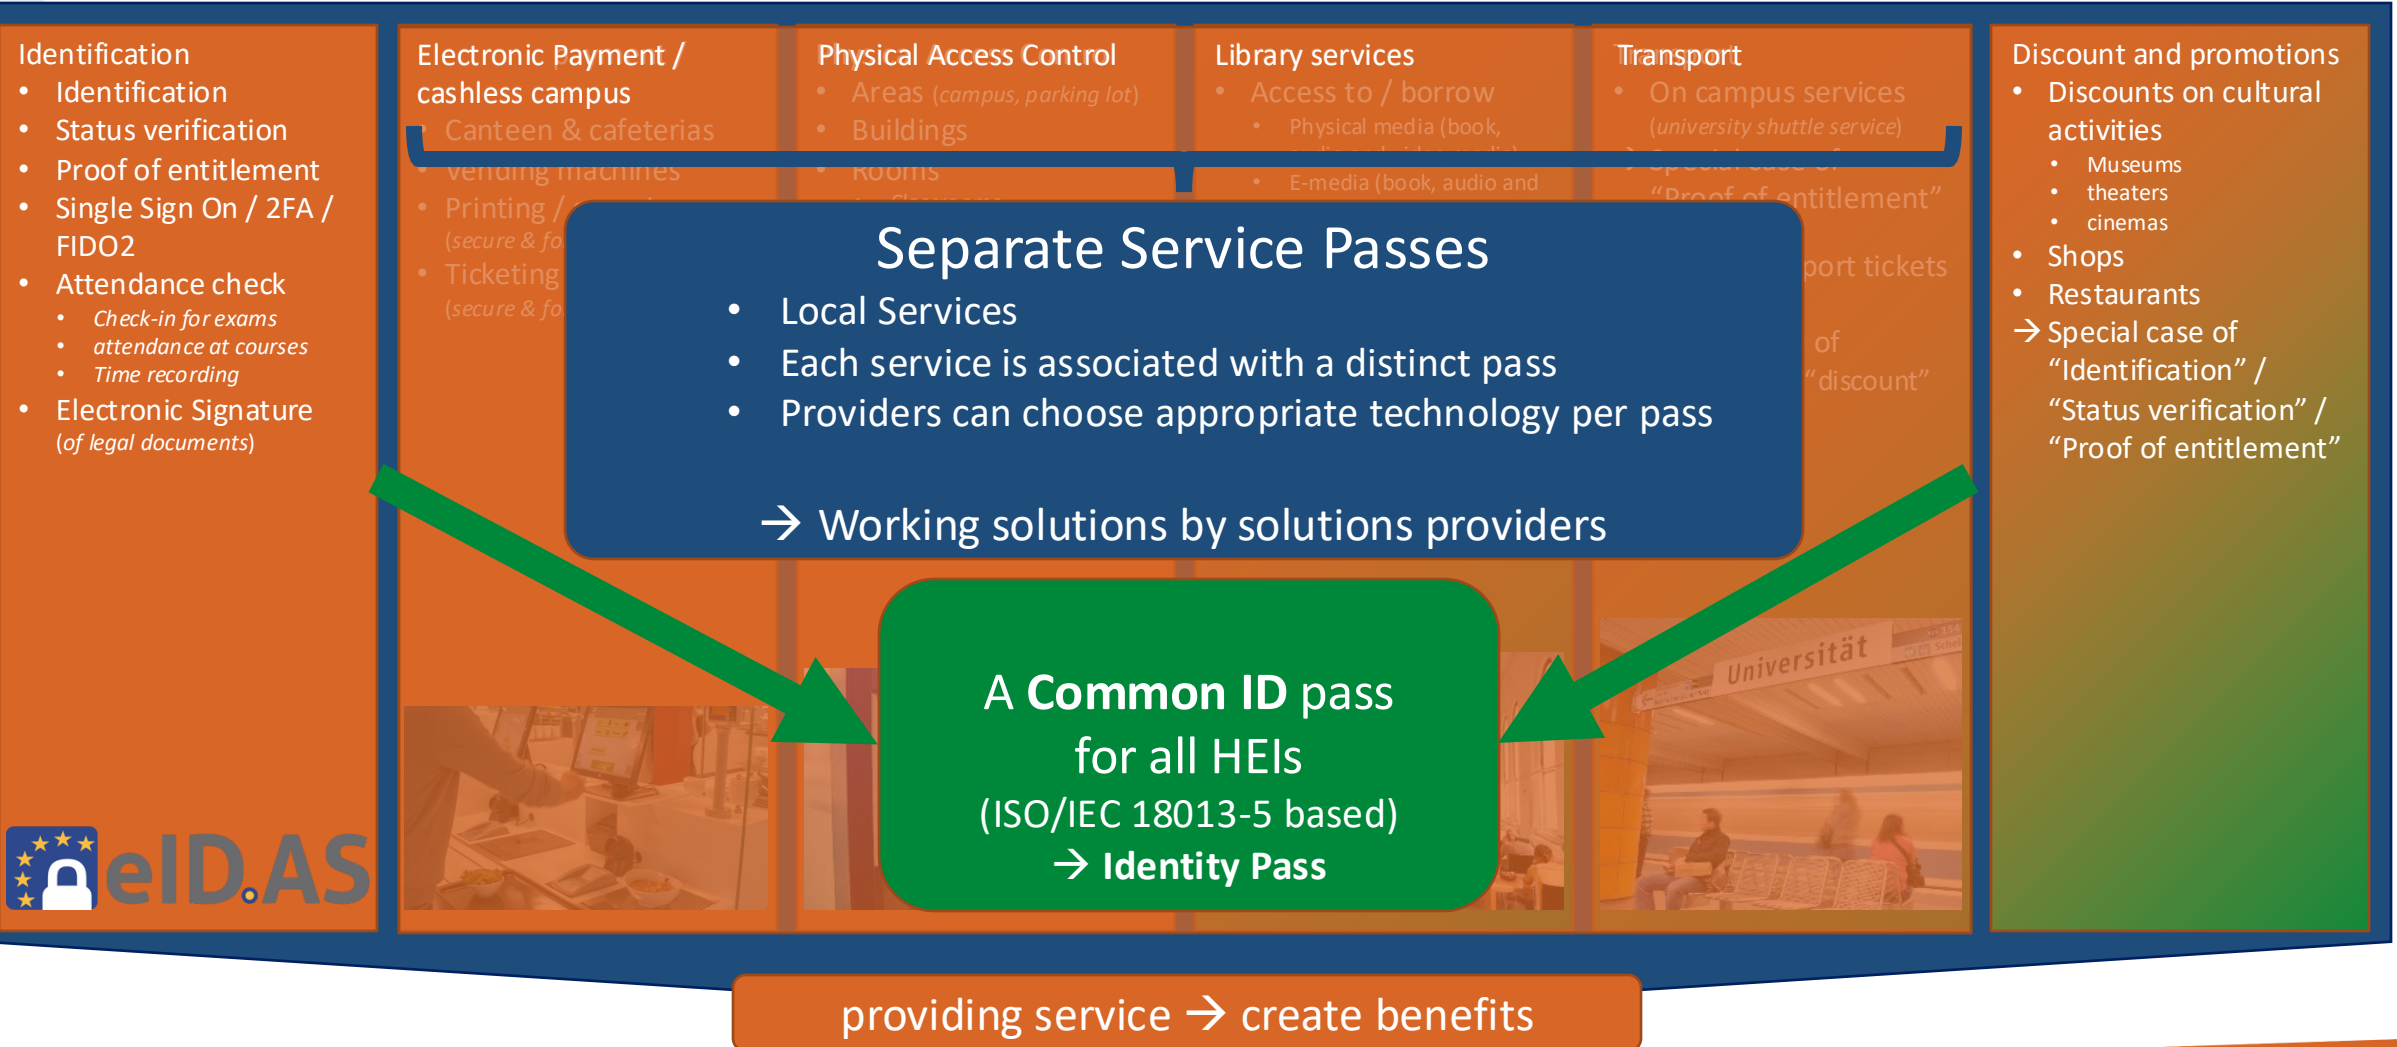 Identification
• Identification
• Status verification
• Proof of entitlement
• Single Sign On / 2FA /
FIDO2
• Attendance check
• Check-in for exams
• attendance at courses
• Time recording
• Electronic Signature
(of legal documents)
eID.AS
Electronic Payment /
cashless campus
• Canteen & cafeterias
• Vending machines
• Printing /
(secure &
• Ticketing
(secure &
Physical Access Control
• Areas (campus, parking lot)
• Buildings
• Rooms
Library services
• Access to / borrow
• Physical media (book,
• E-media (book, audio and
Transport
• On campus services
(university shuttle service)
→ Special case of
“Proof of entitlement”
tickets
of
“discount”
Separate Service Passes
• Local Services
• Each service is associated with a distinct pass
• Providers can choose appropriate technology per pass
→ Working solutions by solutions providers
A Common ID pass
for all HEIs
(ISO/IEC 18013-5 based)
→ Identity Pass
Universität
154
Discount and promotions
• Discounts on cultural
activities
• Museums
• theaters
• cinemas
• Shops
• Restaurants
→ Special case of
“Identification” /
“Status verification” /
“Proof of entitlement”
providing service → create benefits